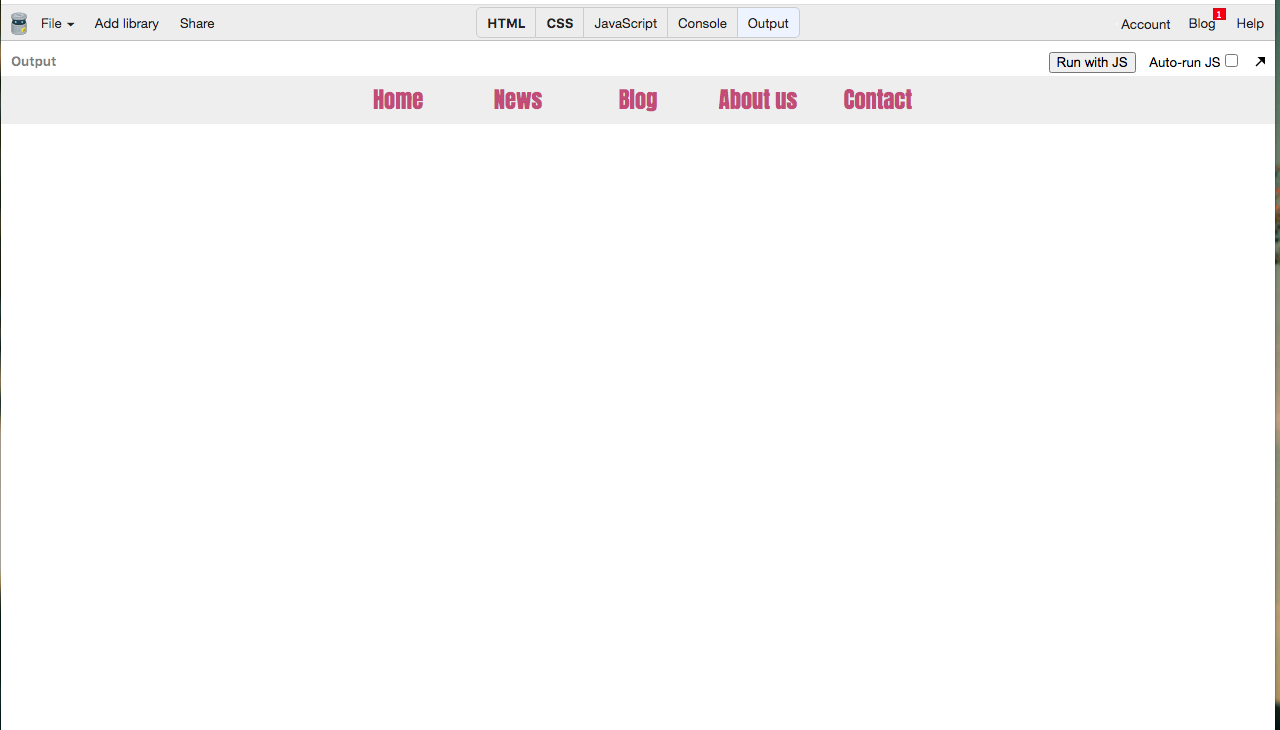 File Add library Share HTML CSS JavaScript Console Output Account Blog 1 Help
Output Run with JS Auto-run JS
Home News Blog About us Contact